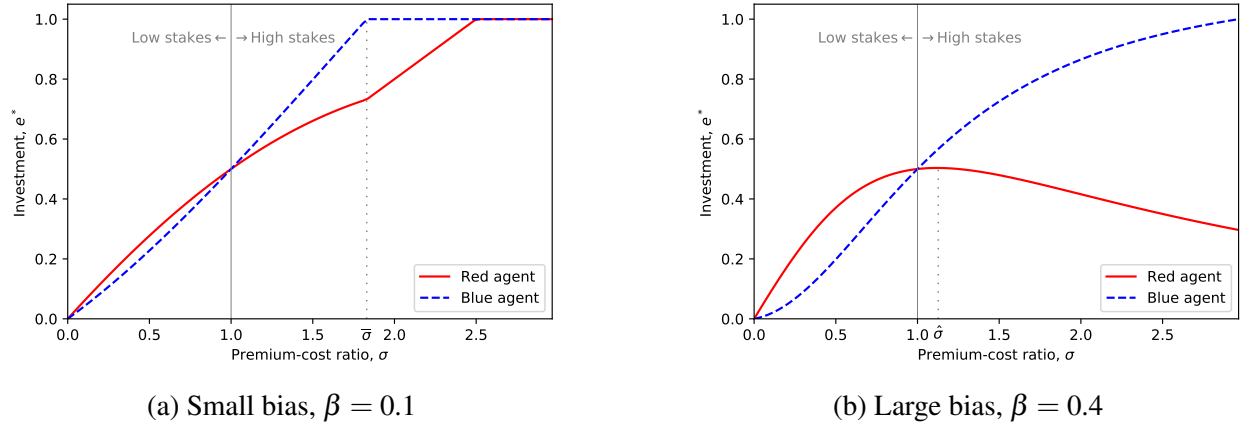 Low stakes ← → High stakes
Investment, e*
1.0
0.8
0.6
0.4
0.2
0.0
0.0 0.5 1.0 1.5 σ̅ 2.0 2.5
Premium-cost ratio, σ
Red agent
Blue agent
(a) Small bias, β = 0.1
Low stakes ← → High stakes
Investment, e*
1.0
0.8
0.6
0.4
0.2
0.0
0.0 0.5 1.0 σ̂ 1.5 2.0 2.5
Premium-cost ratio, σ
Red agent
Blue agent
(b) Large bias, β = 0.4